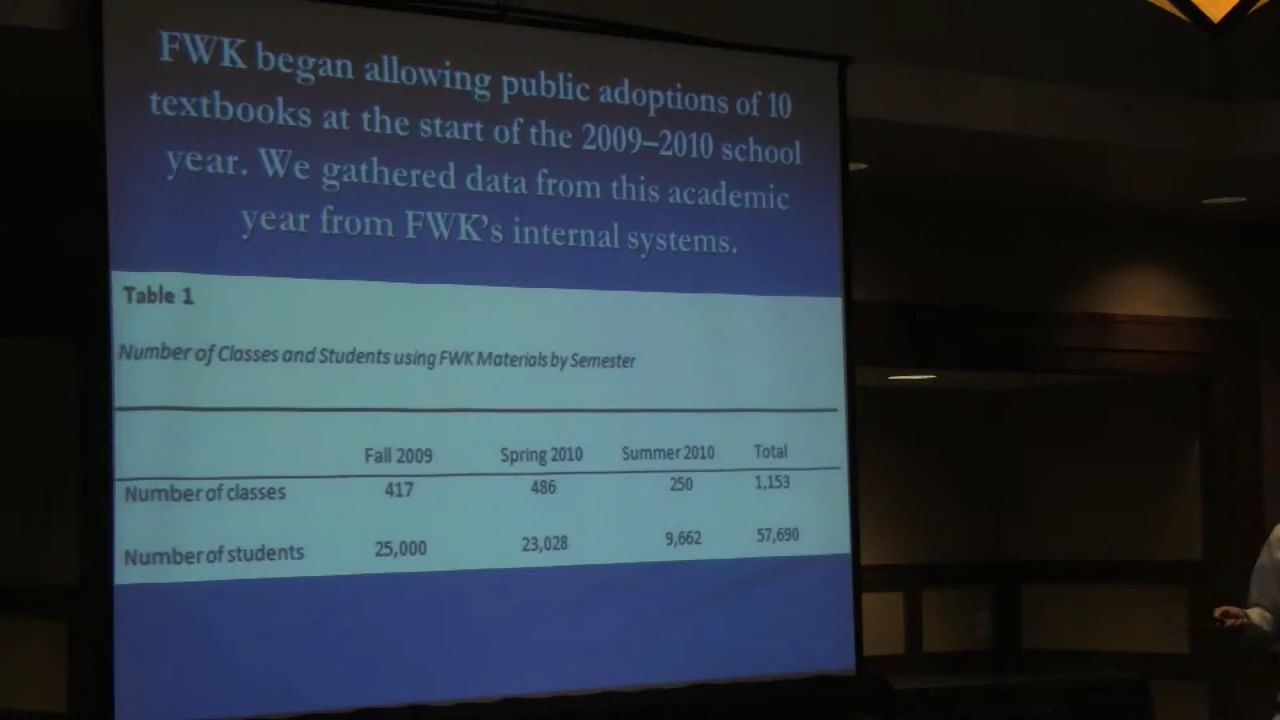 FWK began allowing public adoptions of 10
textbooks at the start of the 2009–2010 school
year. We gathered data from this academic
year from FWK's internal systems.
Table 1
Number of Classes and Students using FWK Materials by Semester
Fall 2009 Spring 2010 Summer 2010 Total
Number of classes 417 486 250 1,153
Number of students 25,000 23,028 9,662 57,690